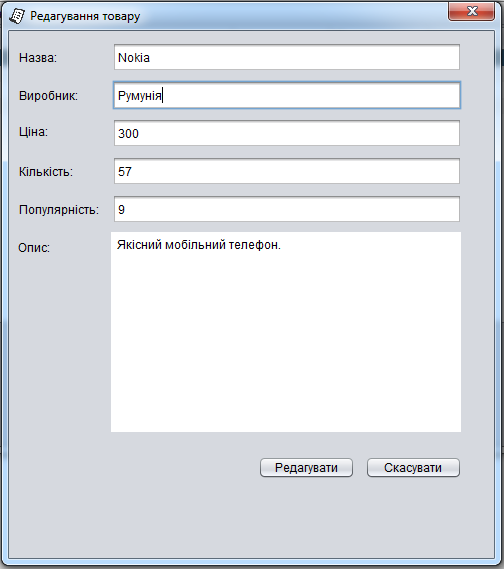 Редагування товару
Назва: Nokia
Виробник: Румунія
Ціна: 300
Кількість: 57
Популярність: 9
Опис: Якісний мобільний телефон.
Редагувати Скасувати